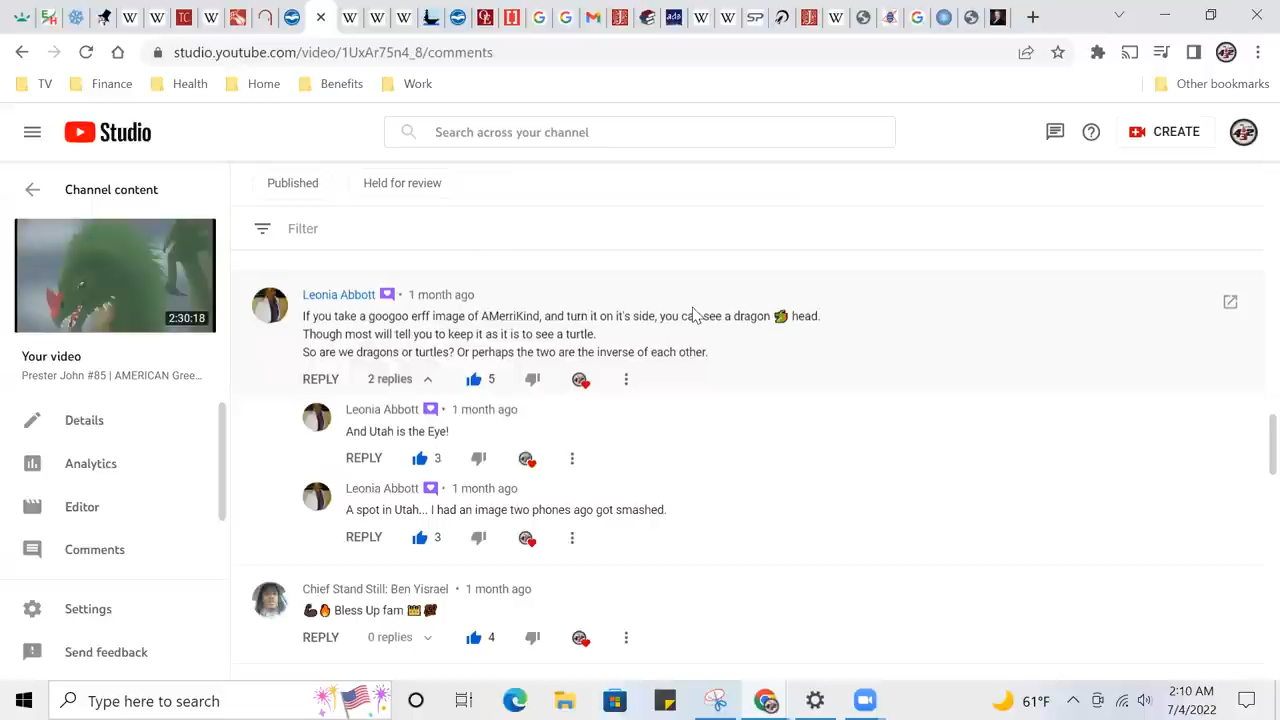 studio.youtube.com/video/1UxAr75n4_8/comments
TV Finance Health Home Benefits Work Other bookmarks
Studio
Search across your channel
CREATE
Channel content
2:30:18
Your video
Prester John #85 | AMERICAN Gree...
Details
Analytics
Editor
Comments
Settings
Send feedback
Published Held for review
Filter
Leonia Abbott • 1 month ago
If you take a googoo erff image of AMerriKind, and turn it on it's side, you can see a dragon 🐲 head.
Though most will tell you to keep it as it is to see a turtle.
So are we dragons or turtles? Or perhaps the two are the inverse of each other.
REPLY 2 replies 5
Leonia Abbott • 1 month ago
And Utah is the Eye!
REPLY 3
Leonia Abbott • 1 month ago
A spot in Utah... I had an image two phones ago got smashed.
REPLY 3
Chief Stand Still: Ben Yisrael • 1 month ago
Bless Up fam
REPLY 0 replies 4
Type here to search
61°F
2:10 AM
7/4/2022